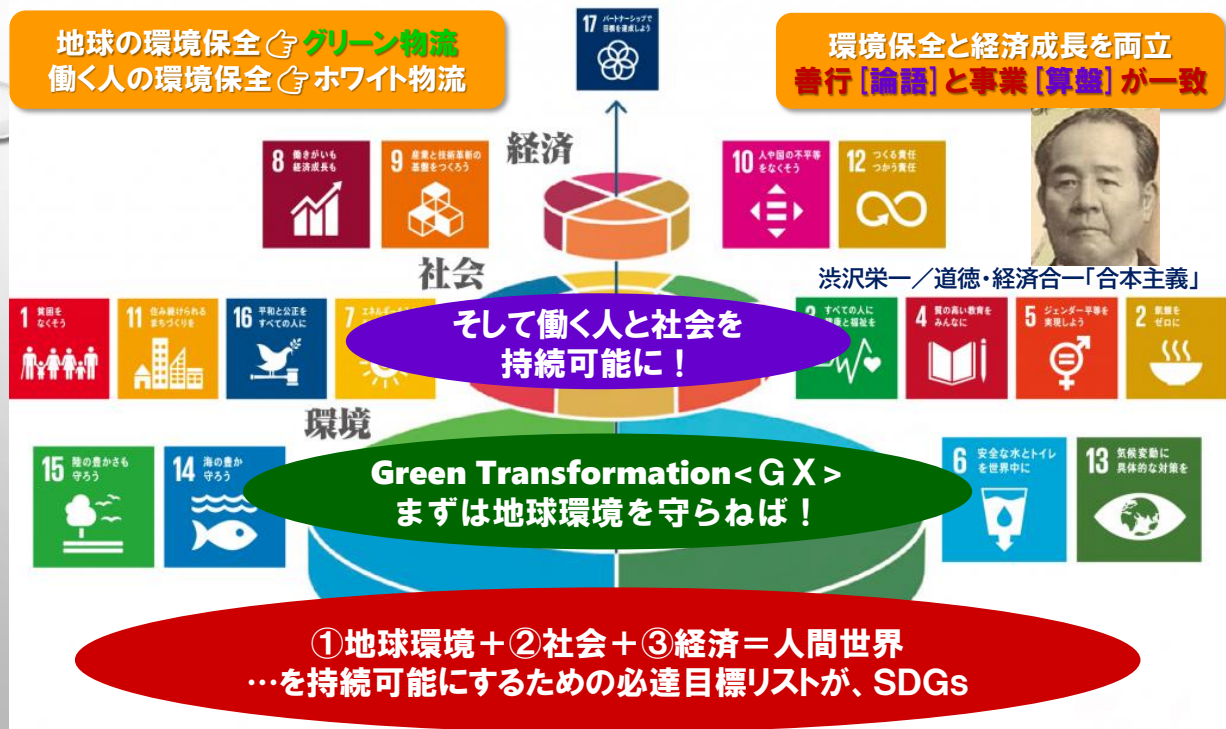 地球の環境保全☞グリーン物流
働く人の環境保全☞ホワイト物流
17 パートナーシップで
目標を達成しよう
環境保全と経済成長を両立
善行[論語]と事業[算盤]が一致
8 働きがいも
経済成長も
9 産業と技術革新の
基盤をつくろう
経済
10 人や国の不平等
をなくそう
12 つくる責任
つかう責任
社会
渋沢栄一／道徳・経済合一「合本主義」
1 貧困を
なくそう
11 住み続けられる
まちづくりを
16 平和と公正を
すべての人に
7
そして働く人と社会を
持続可能に！
すべての人に
4 質の高い教育を
みんなに
5 ジェンダー平等を
実現しよう
2 飢餓を
ゼロに
環境
15 陸の豊かさも
守ろう
14 海の豊か
守ろう
Green Transformation<ＧＸ>
まずは地球環境を守らねば！
6 安全な水とトイレ
を世界中に
13 気候変動に
具体的な対策を
①地球環境＋②社会＋③経済＝人間世界
…を持続可能にするための必達目標リストが、SDGs